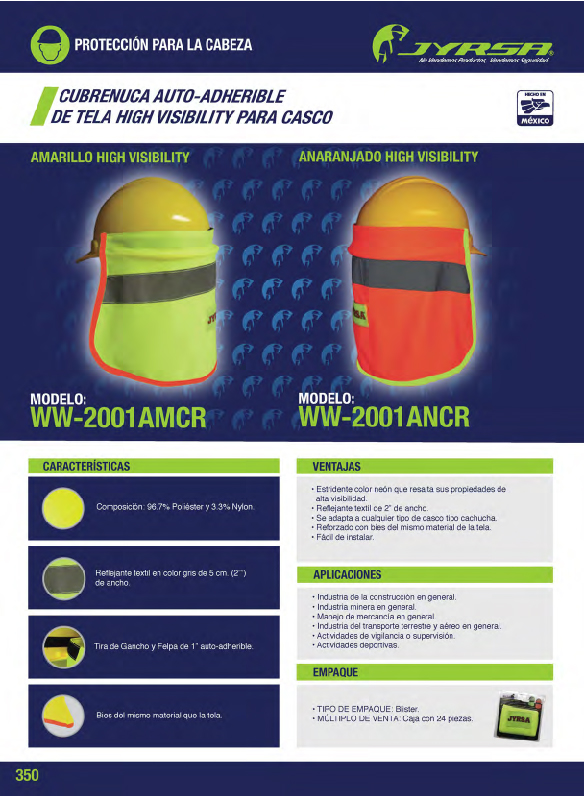 PROTECCIÓN PARA LA CABEZA
JYRSA®
No Vendemos Productos, Vendemos Seguridad
CUBRENUCA AUTO-ADHERIBLE
DE TELA HIGH VISIBILITY PARA CASCO
HECHO EN
MÉXICO
AMARILLO HIGH VISIBILITY
ANARANJADO HIGH VISIBILITY
MODELO:
WW-2001AMCR
MODELO:
WW-2001ANCR
CARACTERÍSTICAS
Composición: 96.7% Poliéster y 3.3% Nylon.
Reflejante textil en color gris de 5 cm. (2"")
de ancho.
Tira de Gancho y Felpa de 1" auto-adherible.
Bies del mismo material que la tela.
VENTAJAS
• Estridente color neón que resalta sus propiedades de
alta visibilidad.
• Reflejante textil de 2" de ancho.
• Se adapta a cualquier tipo de casco tipo cachucha.
• Reforzado con bies del mismo material de la tela.
• Fácil de instalar.
APLICACIONES
• Industria de la construcción en general.
• Industria minera en general.
• Manejo de mercancía en general.
• Industria del transporte terrestre y aéreo en general.
• Actividades de vigilancia o supervisión.
• Actividades deportivas.
EMPAQUE
• TIPO DE EMPAQUE: Blister.
• MÚLTIPLO DE VENTA: Caja con 24 piezas.
JYRSA
350